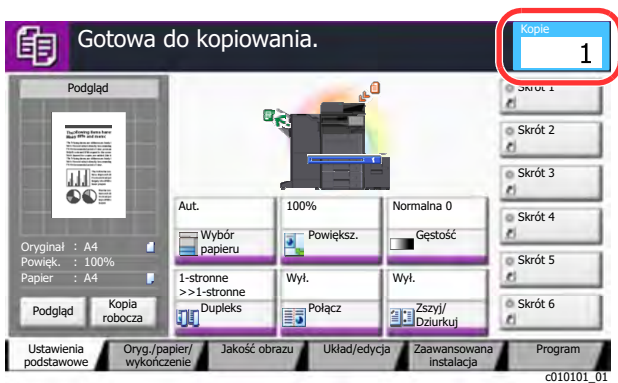 Gotowa do kopiowania.
Kopie
1
Podgląd
Oryginał : A4
Powięk. : 100%
Papier : A4
Podgląd
Kopia
robocza
Aut.
Wybór
papieru
100%
Powiększ.
Normalna 0
Gęstość
1-stronne
>>1-stronne
Dupleks
Wył.
Połącz
Wył.
Zszyj/
Dziurkuj
Skrót 1
Skrót 2
Skrót 3
Skrót 4
Skrót 5
Skrót 6
Ustawienia
podstawowe
Oryg./papier/
wykończenie
Jakość obrazu
Układ/edycja
Zaawansowana
instalacja
Program
c010101_01